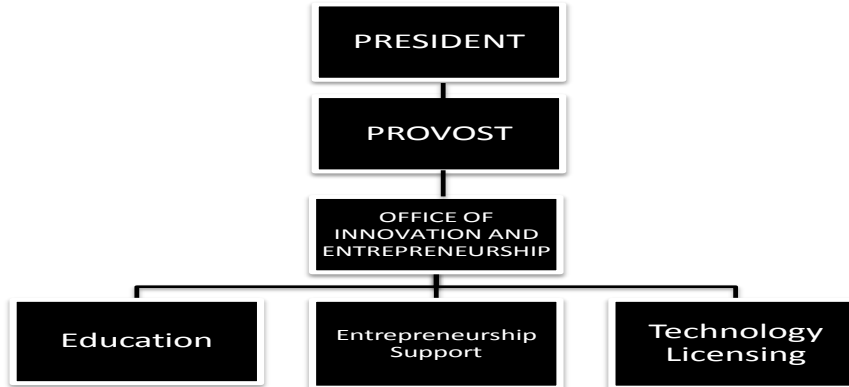 PRESIDENT
PROVOST
OFFICE OF
INNOVATION AND
ENTREPRENEURSHIP
Education
Entrepreneurship
Support
Technology
Licensing